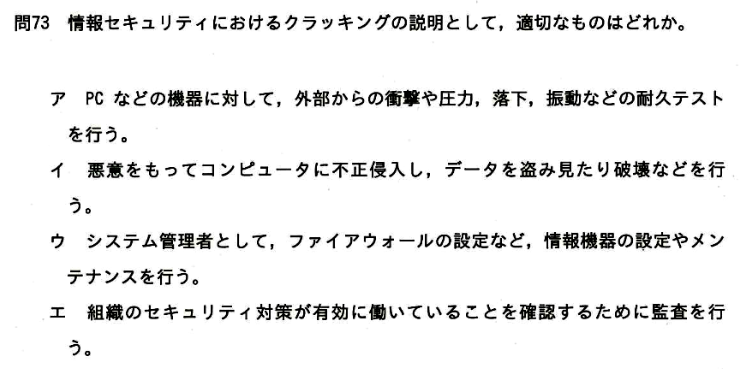 問73 情報セキュリティにおけるクラッキングの説明として，適切なものはどれか。
ア PC などの機器に対して，外部からの衝撃や圧力，落下，振動などの耐久テスト
を行う。
イ 悪意をもってコンピュータに不正侵入し，データを盗み見たり破壊などを行
う。
ウ システム管理者として，ファイアウォールの設定など，情報機器の設定やメン
テナンスを行う。
エ 組織のセキュリティ対策が有効に働いていることを確認するために監査を行
う。